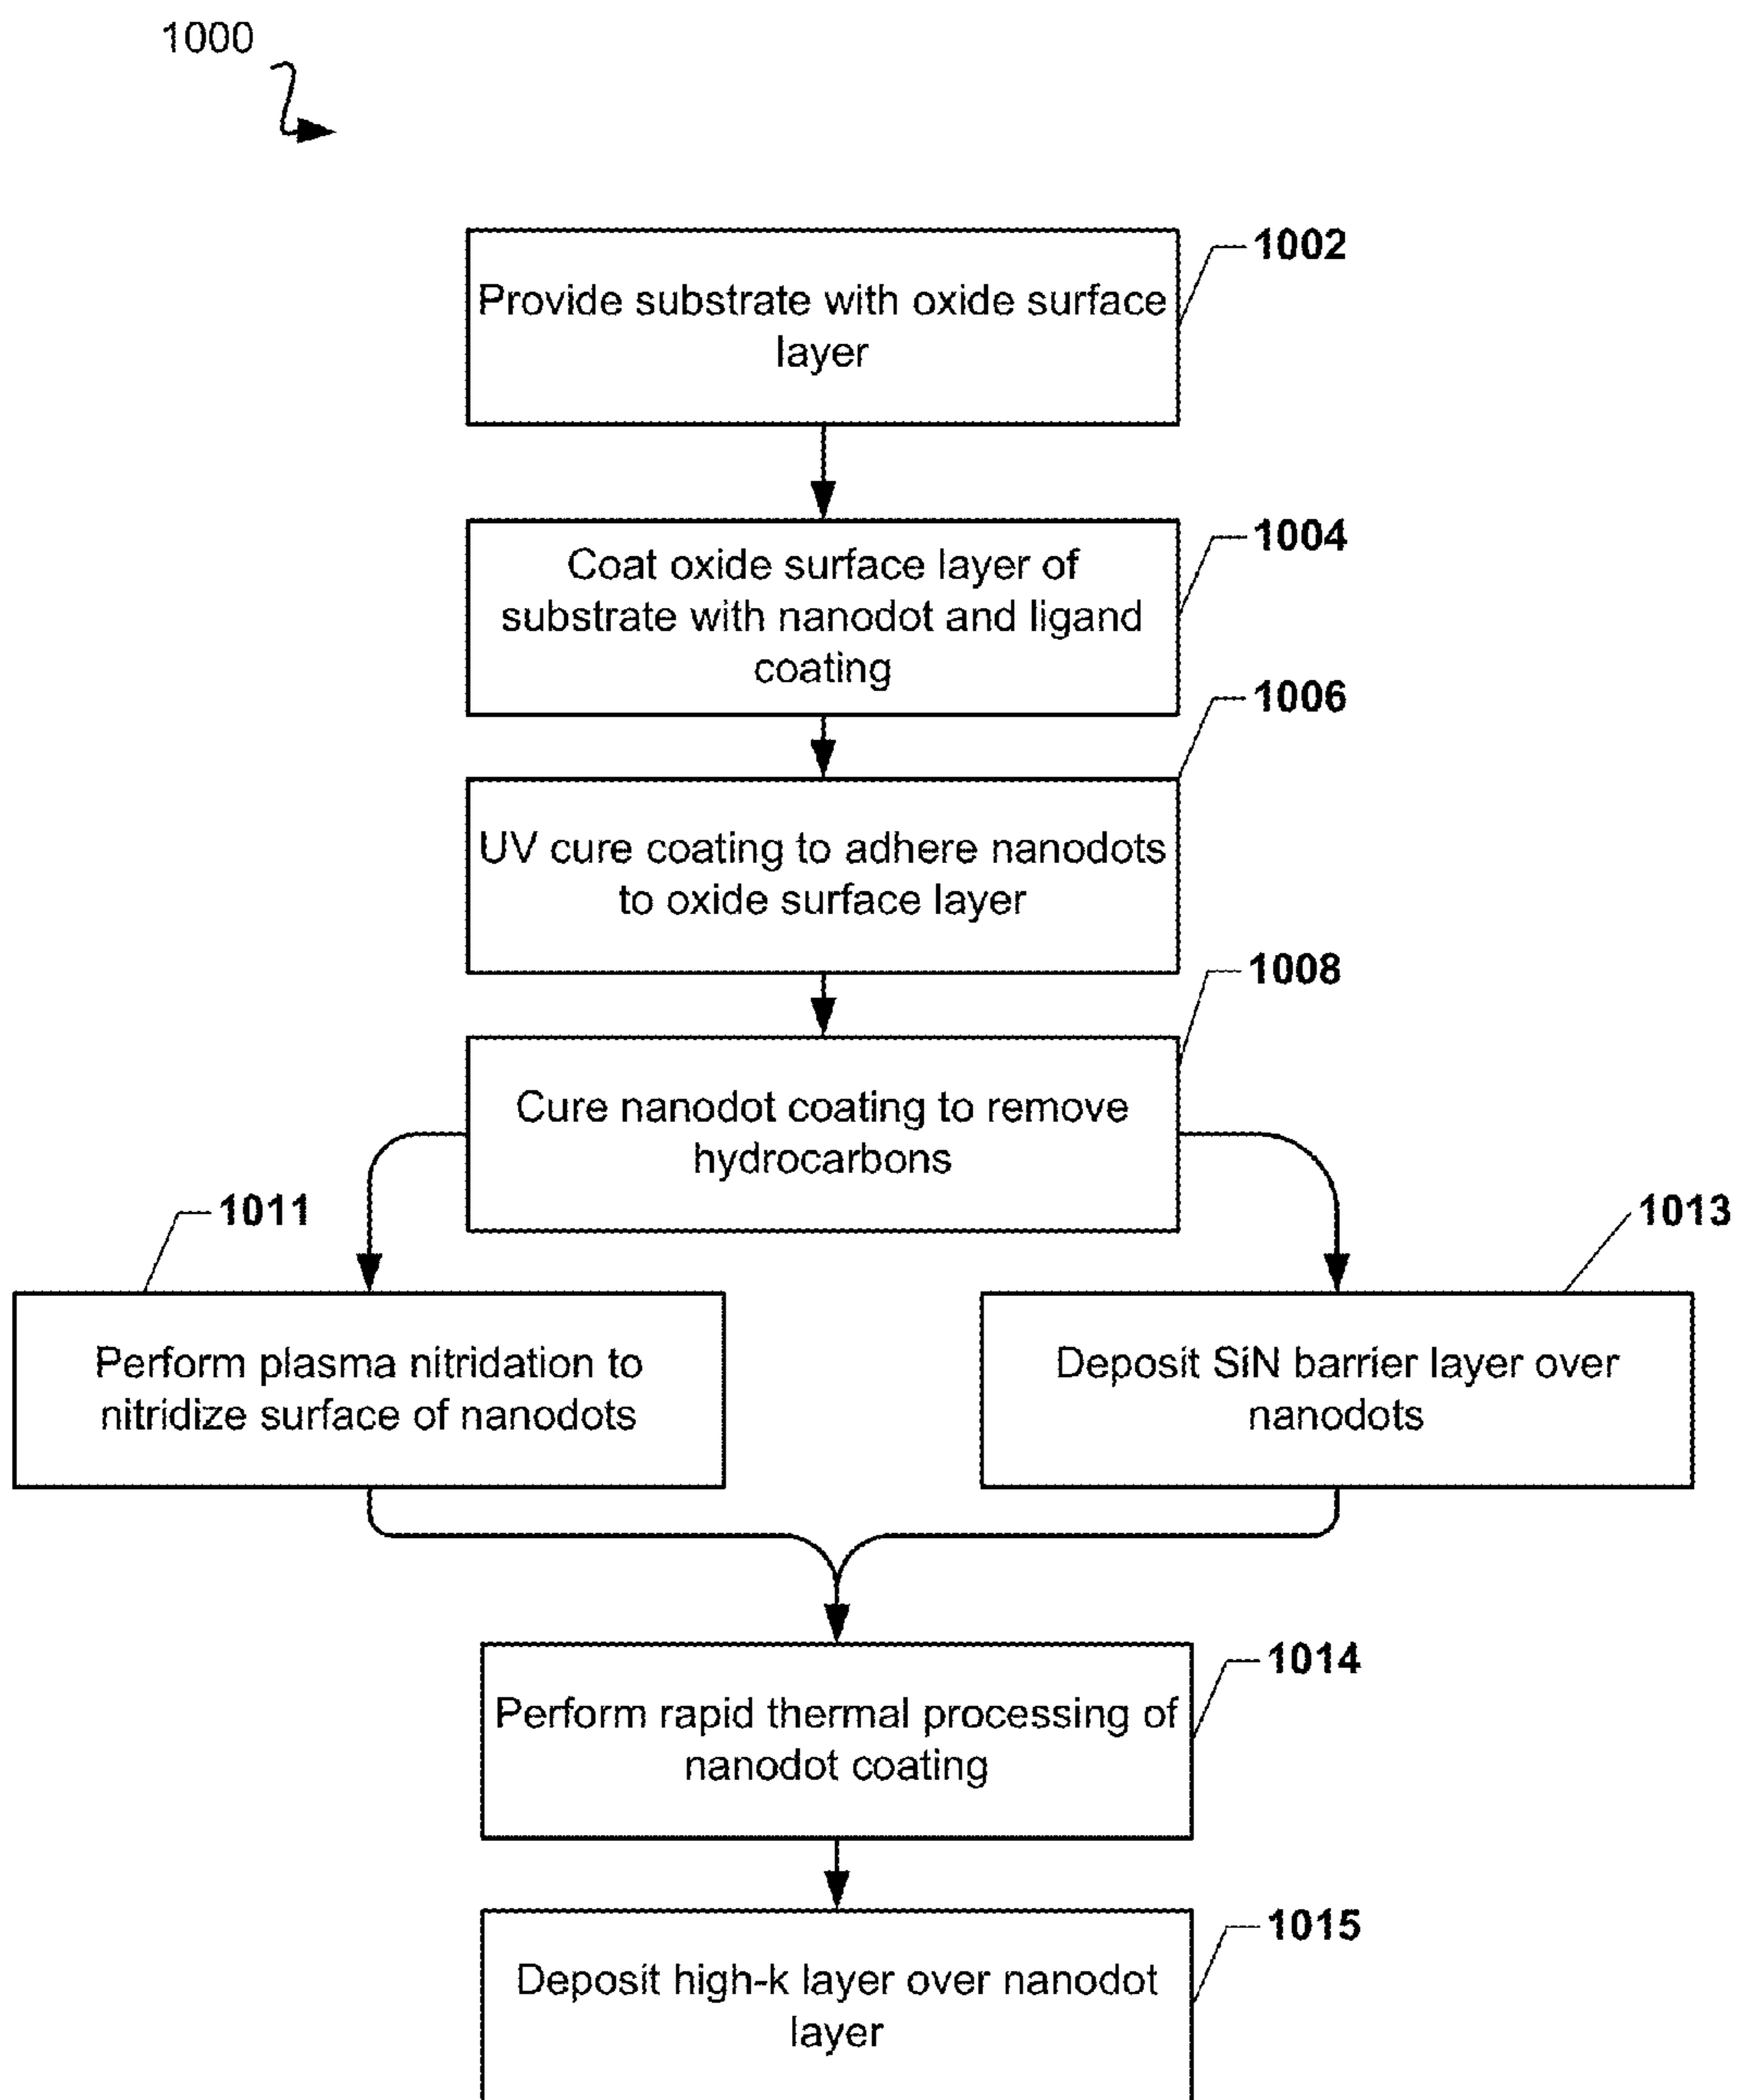 1000
1002
Provide substrate with oxide surface
layer
1004
Coat oxide surface layer of
substrate with nanodot and ligand
coating
1006
UV cure coating to adhere nanodots
to oxide surface layer
1008
Cure nanodot coating to remove
hydrocarbons
1011
Perform plasma nitridation to
nitridize surface of nanodots
1013
Deposit SiN barrier layer over
nanodots
1014
Perform rapid thermal processing of
nanodot coating
1015
Deposit high-k layer over nanodot
layer